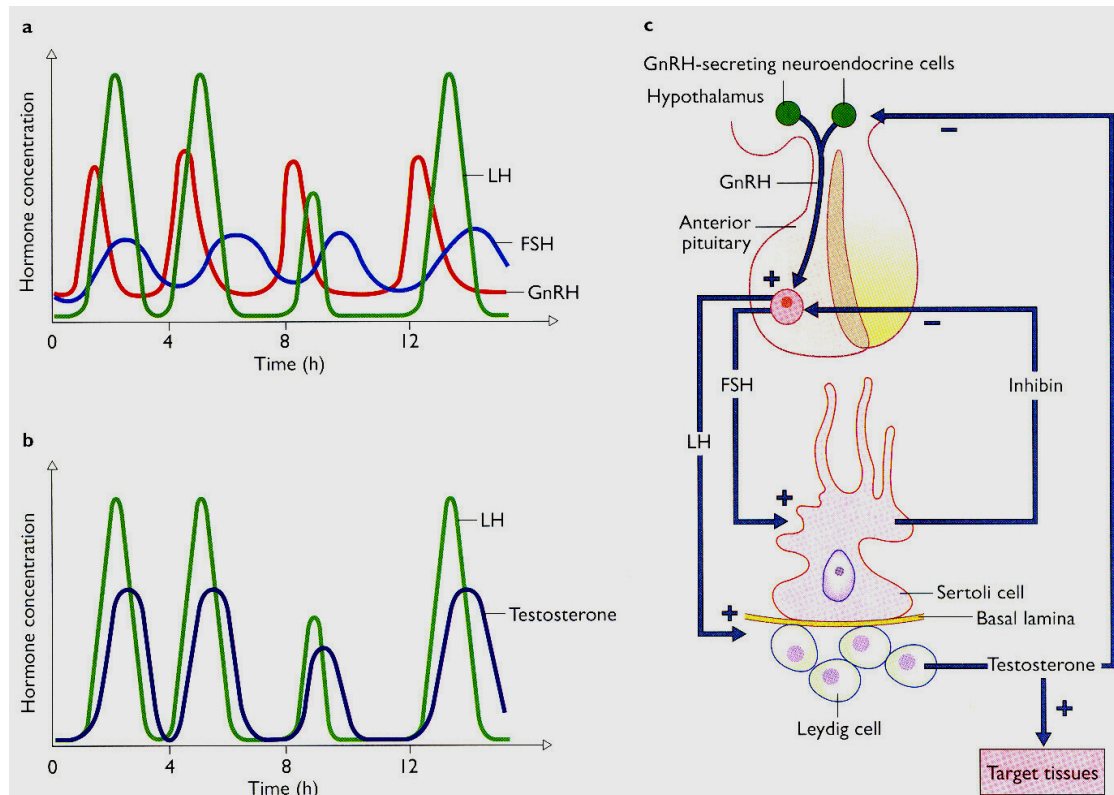 a
Hormone concentration
LH
FSH
GnRH
0
4
8
12
Time (h)
b
Hormone concentration
LH
Testosterone
0
4
8
12
Time (h)
c
GnRH-secreting neuroendocrine cells
Hypothalamus
−
GnRH
Anterior
pituitary
+
−
FSH
Inhibin
LH
+
Sertoli cell
+
Basal lamina
Testosterone
Leydig cell
+
Target tissues